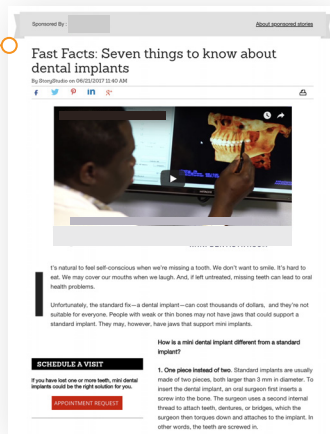 Sponsored By :
About sponsored stories
Fast Facts: Seven things to know about
dental implants
By StoryStudio on 06/21/2017 11:40 AM
I
t's natural to feel self-conscious when we're missing a tooth. We don't want to smile. It's hard to
eat. We may cover our mouths when we laugh. And, if left untreated, missing teeth can lead to oral
health problems.
Unfortunately, the standard fix—a dental implant—can cost thousands of dollars, and they're not
suitable for everyone. People with weak or thin bones may not have jaws that could support a
standard implant. They may, however, have jaws that support mini implants.
How is a mini dental implant different from a standard
implant?
SCHEDULE A VISIT
If you have lost one or more teeth, mini dental
implants could be the right solution for you.
APPOINTMENT REQUEST
1. One piece instead of two. Standard implants are usually
made of two pieces, both larger than 3 mm in diameter. To
insert the dental implant, an oral surgeon first inserts a
screw into the bone. The surgeon uses a second internal
thread to attach teeth, dentures, or bridges, which the
surgeon then torques down and attaches to the implant. In
other words, the teeth are screwed in.